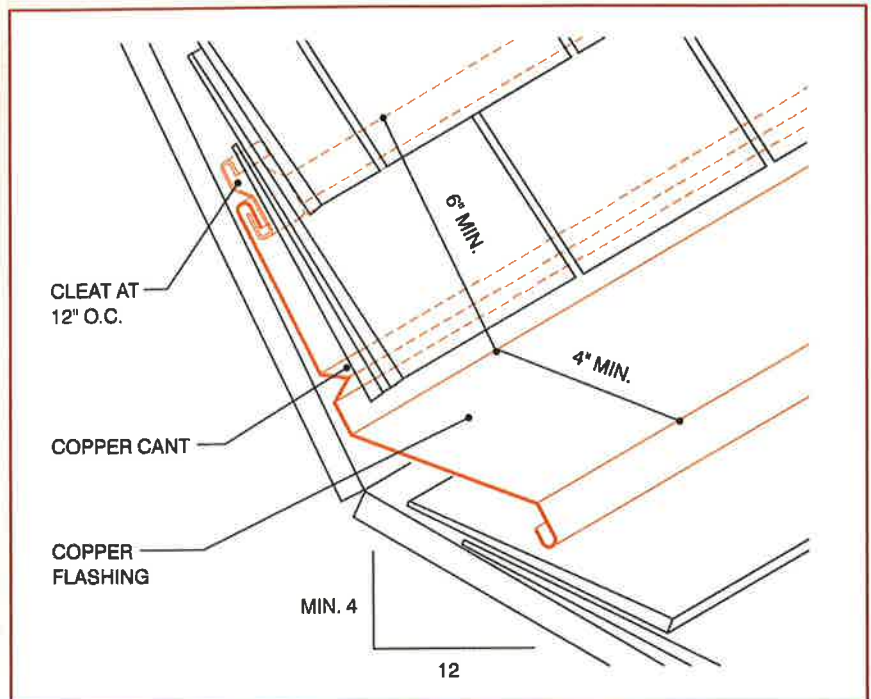 6" MIN.
CLEAT AT
12" O.C.
4" MIN.
COPPER CANT
COPPER
FLASHING
MIN. 4
12